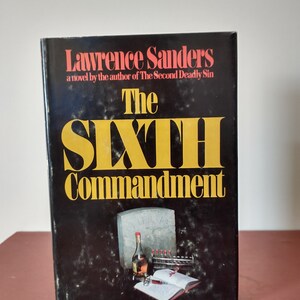 Lawrence Sanders
a novel by the author of The Second Deadly Sin
The
SIXTH
Commandment